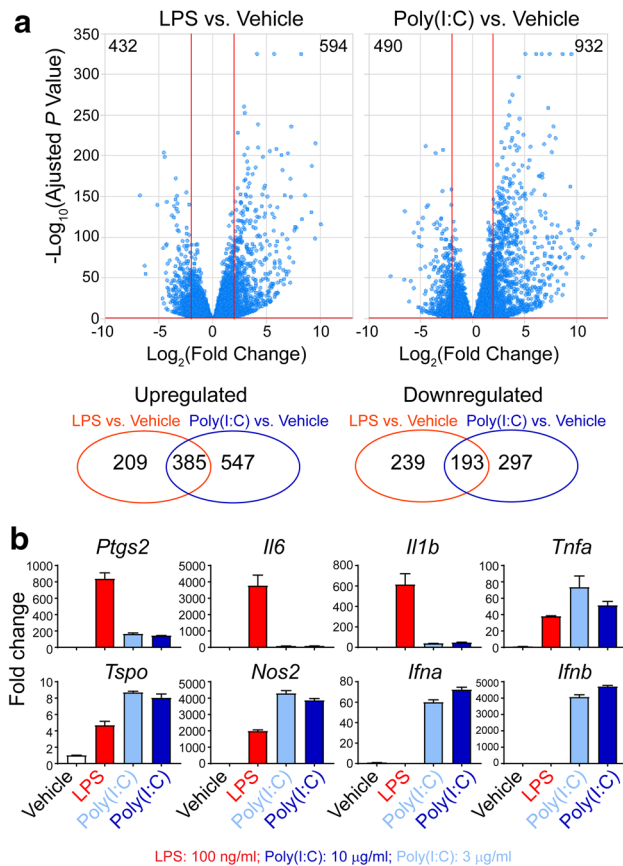 a
LPS vs. Vehicle
Poly(I:C) vs. Vehicle
-Log10(Ajusted P Value)
350
300
250
200
150
100
50
0
432
594
490
932
-10 -5 0 5 10
-10 -5 0 5 10
Log2(Fold Change)
Log2(Fold Change)
Upregulated
LPS vs. Vehicle Poly(I:C) vs. Vehicle
209 385 547
Downregulated
LPS vs. Vehicle Poly(I:C) vs. Vehicle
239 193 297
b
Fold change
Ptgs2
1000
800
600
400
200
0
Il6
5000
4000
3000
2000
1000
0
Il1b
800
600
400
200
0
Tnfa
100
80
60
40
20
0
Tspo
10
8
6
4
2
0
Nos2
5000
4000
3000
2000
1000
0
Ifna
80
60
40
20
0
Ifnb
5000
4000
3000
2000
1000
0
Vehicle
LPS
Poly(I:C)
Poly(I:C)
Vehicle
LPS
Poly(I:C)
Poly(I:C)
Vehicle
LPS
Poly(I:C)
Poly(I:C)
Vehicle
LPS
Poly(I:C)
Poly(I:C)
LPS: 100 ng/ml; Poly(I:C): 10 μg/ml; Poly(I:C): 3 μg/ml